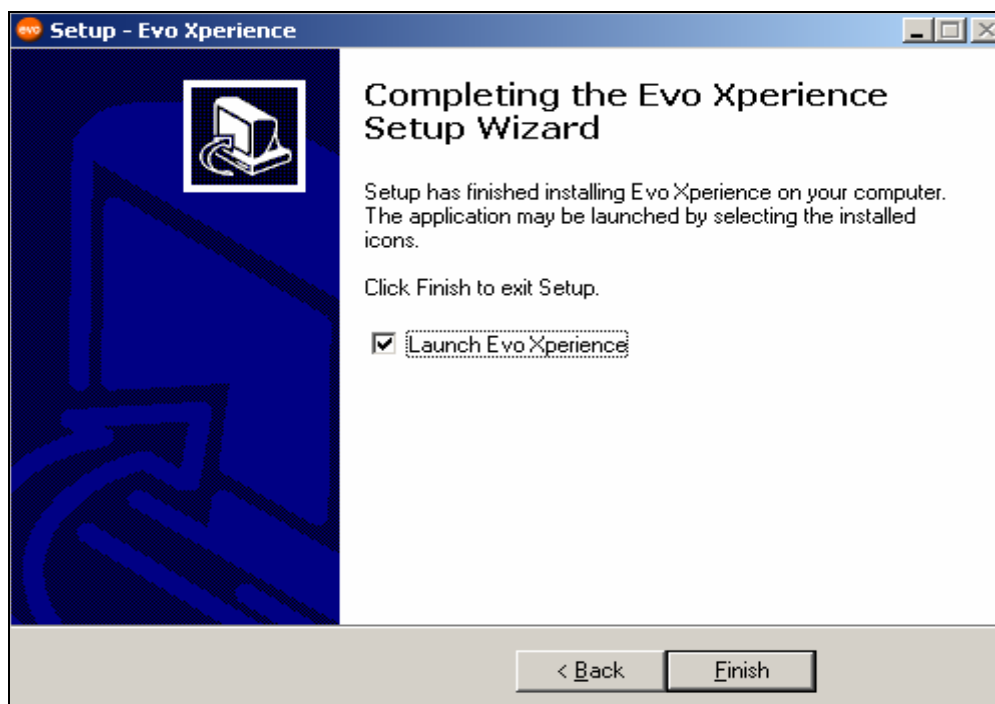 evo Setup - Evo Xperience
Completing the Evo Xperience
Setup Wizard
Setup has finished installing Evo Xperience on your computer.
The application may be launched by selecting the installed
icons.
Click Finish to exit Setup.
Launch Evo Xperience
< Back
Finish